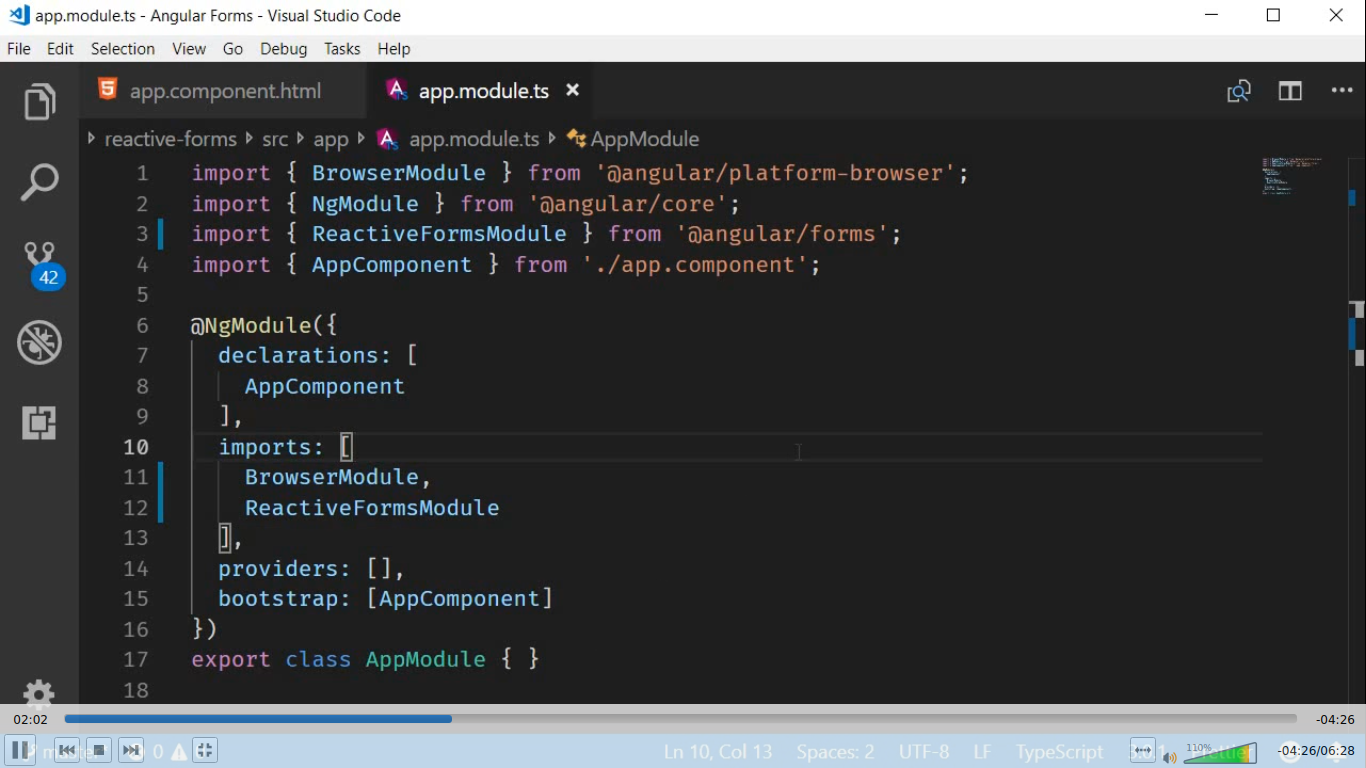 app.module.ts - Angular Forms - Visual Studio Code
File Edit Selection View Go Debug Tasks Help
app.component.html app.module.ts
reactive-forms src app app.module.ts AppModule
1 import { BrowserModule } from '@angular/platform-browser';
2 import { NgModule } from '@angular/core';
3 import { ReactiveFormsModule } from '@angular/forms';
4 import { AppComponent } from './app.component';
5
6 @NgModule({
7 declarations: [
8 AppComponent
9 ],
10 imports: [
11 BrowserModule,
12 ReactiveFormsModule
13 ],
14 providers: [],
15 bootstrap: [AppComponent]
16 })
17 export class AppModule { }
18
42
02:02 -04:26
0 Ln 10, Col 13 Spaces: 2 UTF-8 LF TypeScript 110% -04:26/06:28